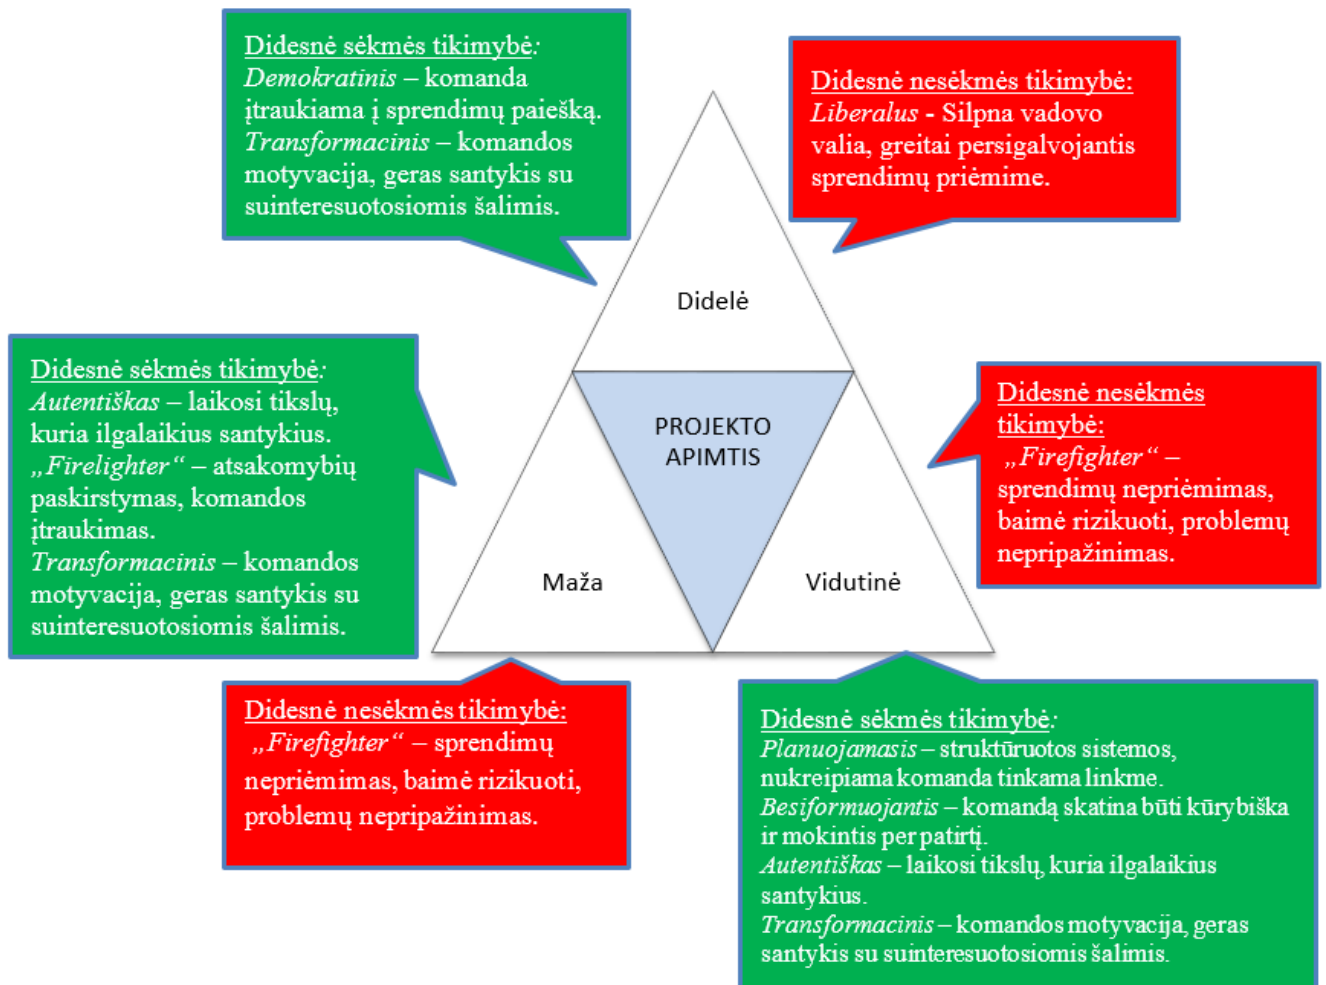 Didesnė sėkmės tikimybė:
Demokratinis – komanda
įtraukiama į sprendimų paiešką.
Transformacinis – komandos
motyvacija, geras santykis su
suinteresuotosiomis šalimis.
Didesnė nesėkmės tikimybė:
Liberalus - Silpna vadovo
valia, greitai persigalvojantis
sprendimų priėmime.
Didelė
Didesnė sėkmės tikimybė:
Autentiškas – laikosi tikslų,
kuria ilgalaikius santykius.
„Firelighter“ – atsakomybių
paskirstymas, komandos
įtraukimas.
Transformacinis – komandos
motyvacija, geras santykis su
suinteresuotosiomis šalimis.
PROJEKTO
APIMTIS
Didesnė nesėkmės
tikimybė:
„Firefighter“ –
sprendimų nepriėmimas,
baimė rizikuoti, problemų
nepripažinimas.
Maža
Vidutinė
Didesnė nesėkmės tikimybė:
„Firefighter“ – sprendimų
nepriėmimas, baimė rizikuoti,
problemų nepripažinimas.
Didesnė sėkmės tikimybė:
Planuojamasis – struktūruotos sistemos,
nukreipiama komanda tinkama linkme.
Besiformuojantis – komandą skatina būti kūrybiška
ir mokintis per patirtį.
Autentiškas – laikosi tikslų, kuria ilgalaikius
santykius.
Transformacinis – komandos motyvacija, geras
santykis su suinteresuotosiomis šalimis.